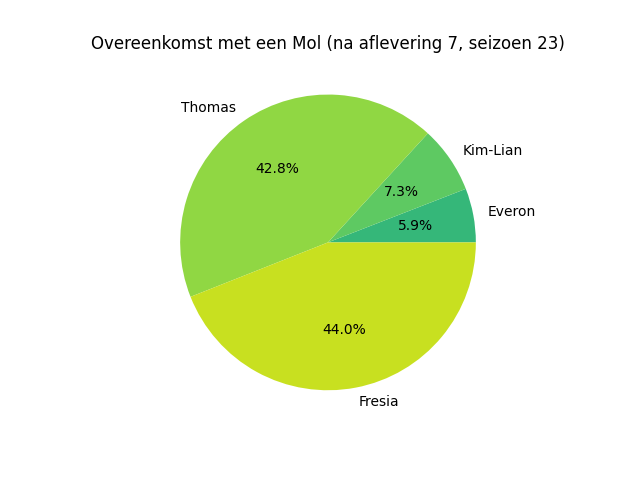 Overeenkomst met een Mol (na aflevering 7, seizoen 23)
Thomas
Kim-Lian
42.8%
7.3%
Everon
5.9%
44.0%
Fresia